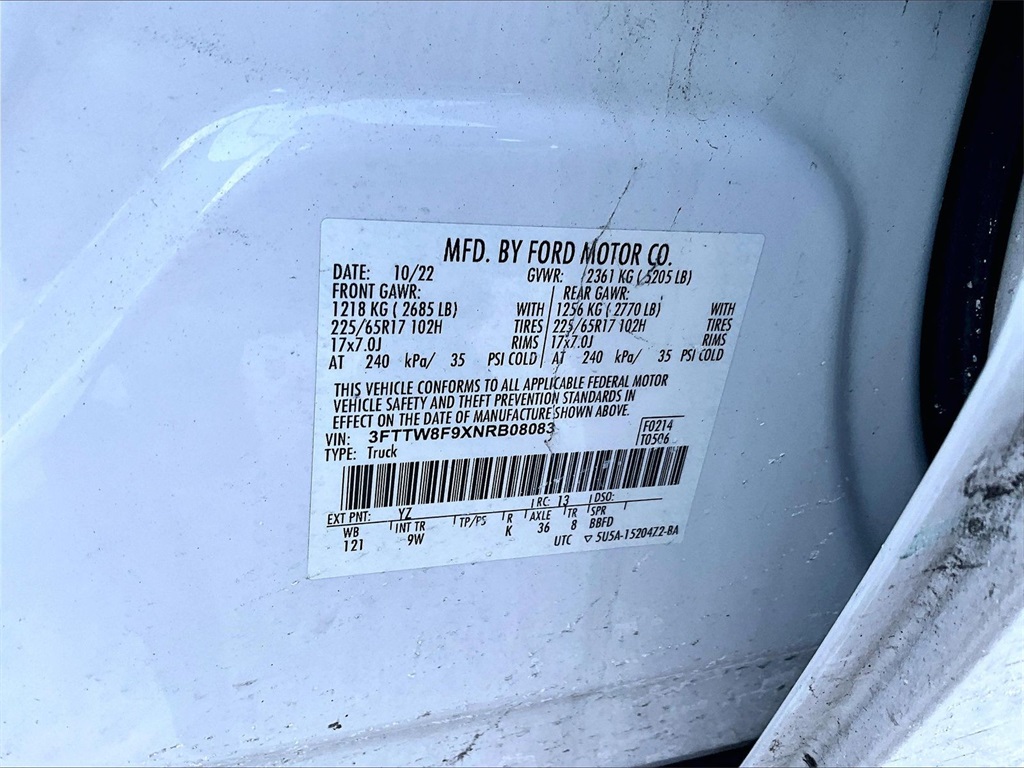 MFD. BY FORD MOTOR CO.
DATE: 10/22 GVWR: 2361 KG ( 5205 LB)
FRONT GAWR: REAR GAWR:
1218 KG ( 2685 LB) WITH 1256 KG ( 2770 LB) WITH
225/65R17 102H TIRES 225/65R17 102H TIRES
17x7.0J RIMS 17x7.0J RIMS
AT 240 kPa/ 35 PSI COLD AT 240 kPa/ 35 PSI COLD
THIS VEHICLE CONFORMS TO ALL APPLICABLE FEDERAL MOTOR
VEHICLE SAFETY AND THEFT PREVENTION STANDARDS IN
EFFECT ON THE DATE OF MANUFACTURE SHOWN ABOVE.
VIN: 3FTTW8F9XNRB08083 F0214
TYPE: Truck T0506
EXT PNT: YZ RC: 13 DSO:
WB INT TR TP/PS R AXLE TR SPR
121 9W K 36 8 BBFD
UTC ▽ 5U5A-15204Z2-BA